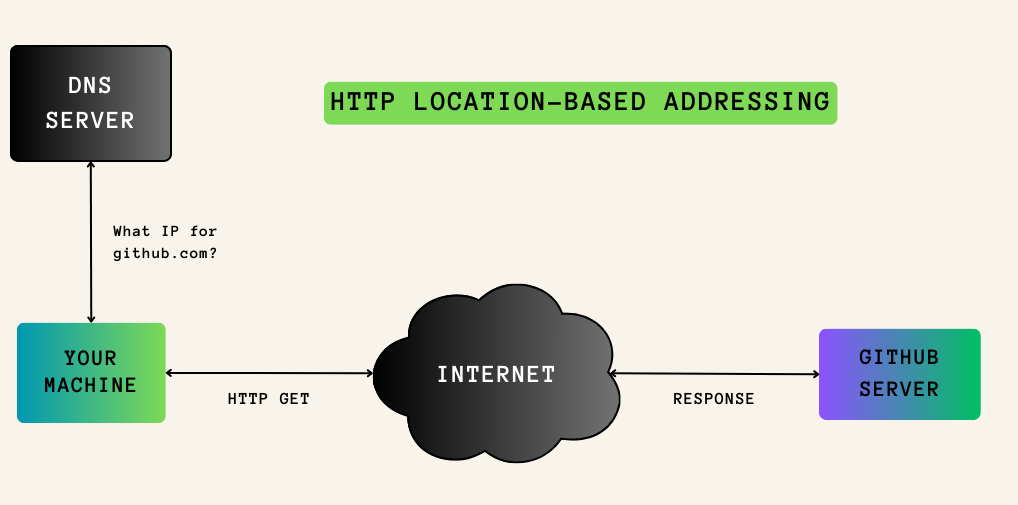 DNS
SERVER
HTTP LOCATION-BASED ADDRESSING
What IP for
github.com?
YOUR
MACHINE
HTTP GET
INTERNET
RESPONSE
GITHUB
SERVER